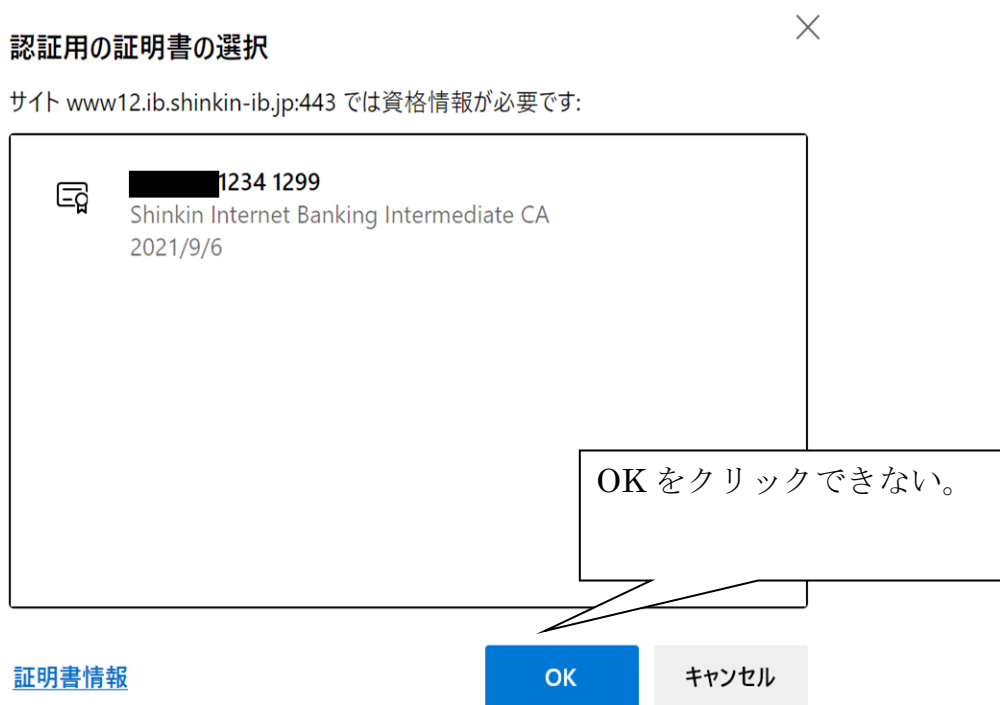 認証用の証明書の選択
サイト www12.ib.shinkin-ib.jp:443 では資格情報が必要です:
1234 1299
Shinkin Internet Banking Intermediate CA
2021/9/6
OK をクリックできない。
証明書情報
OK
キャンセル